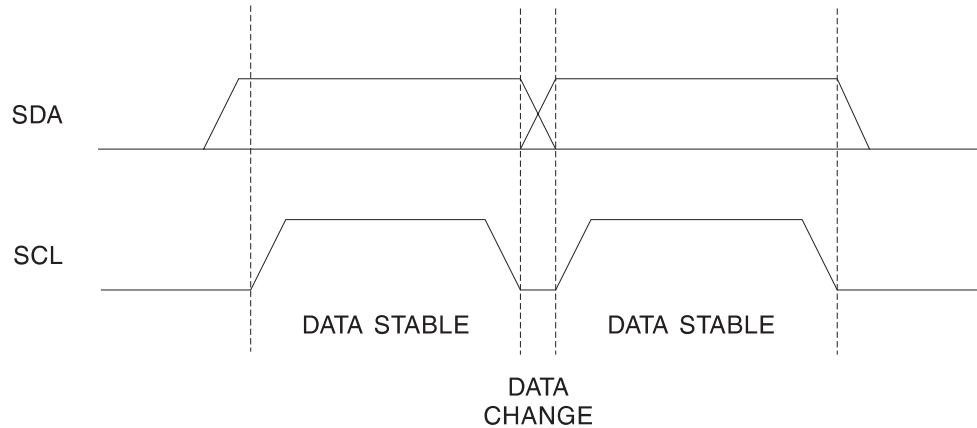 SDA
SCL
DATA STABLE
DATA STABLE
DATA
CHANGE